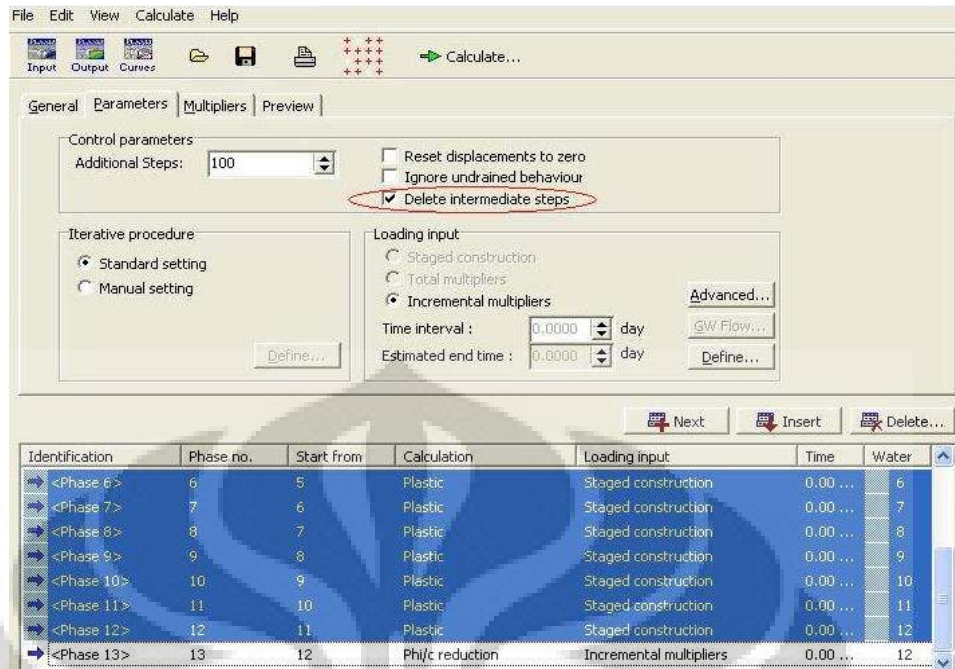 File Edit View Calculate Help
Input Output Curves Calculate...
General Parameters Multipliers Preview
Control parameters
Additional Steps: 100
Reset displacements to zero
Ignore undrained behaviour
Delete intermediate steps
Iterative procedure
Standard setting
Manual setting
Define...
Loading input
Staged construction
Total multipliers
Incremental multipliers
Advanced...
Time interval : 0.0000 day GW Flow...
Estimated end time : 0.0000 day Define...
Next Insert Delete...
Identification Phase no. Start from Calculation Loading input Time Water
<Phase 6> 6 5 Plastic Staged construction 0.00 ... 6
<Phase 7> 7 6 Plastic Staged construction 0.00 ... 7
<Phase 8> 8 7 Plastic Staged construction 0.00 ... 8
<Phase 9> 9 8 Plastic Staged construction 0.00 ... 9
<Phase 10> 10 9 Plastic Staged construction 0.00 ... 10
<Phase 11> 11 10 Plastic Staged construction 0.00 ... 11
<Phase 12> 12 11 Plastic Staged construction 0.00 ... 12
<Phase 13> 13 12 Phi/c reduction Incremental multipliers 0.00 ... 12